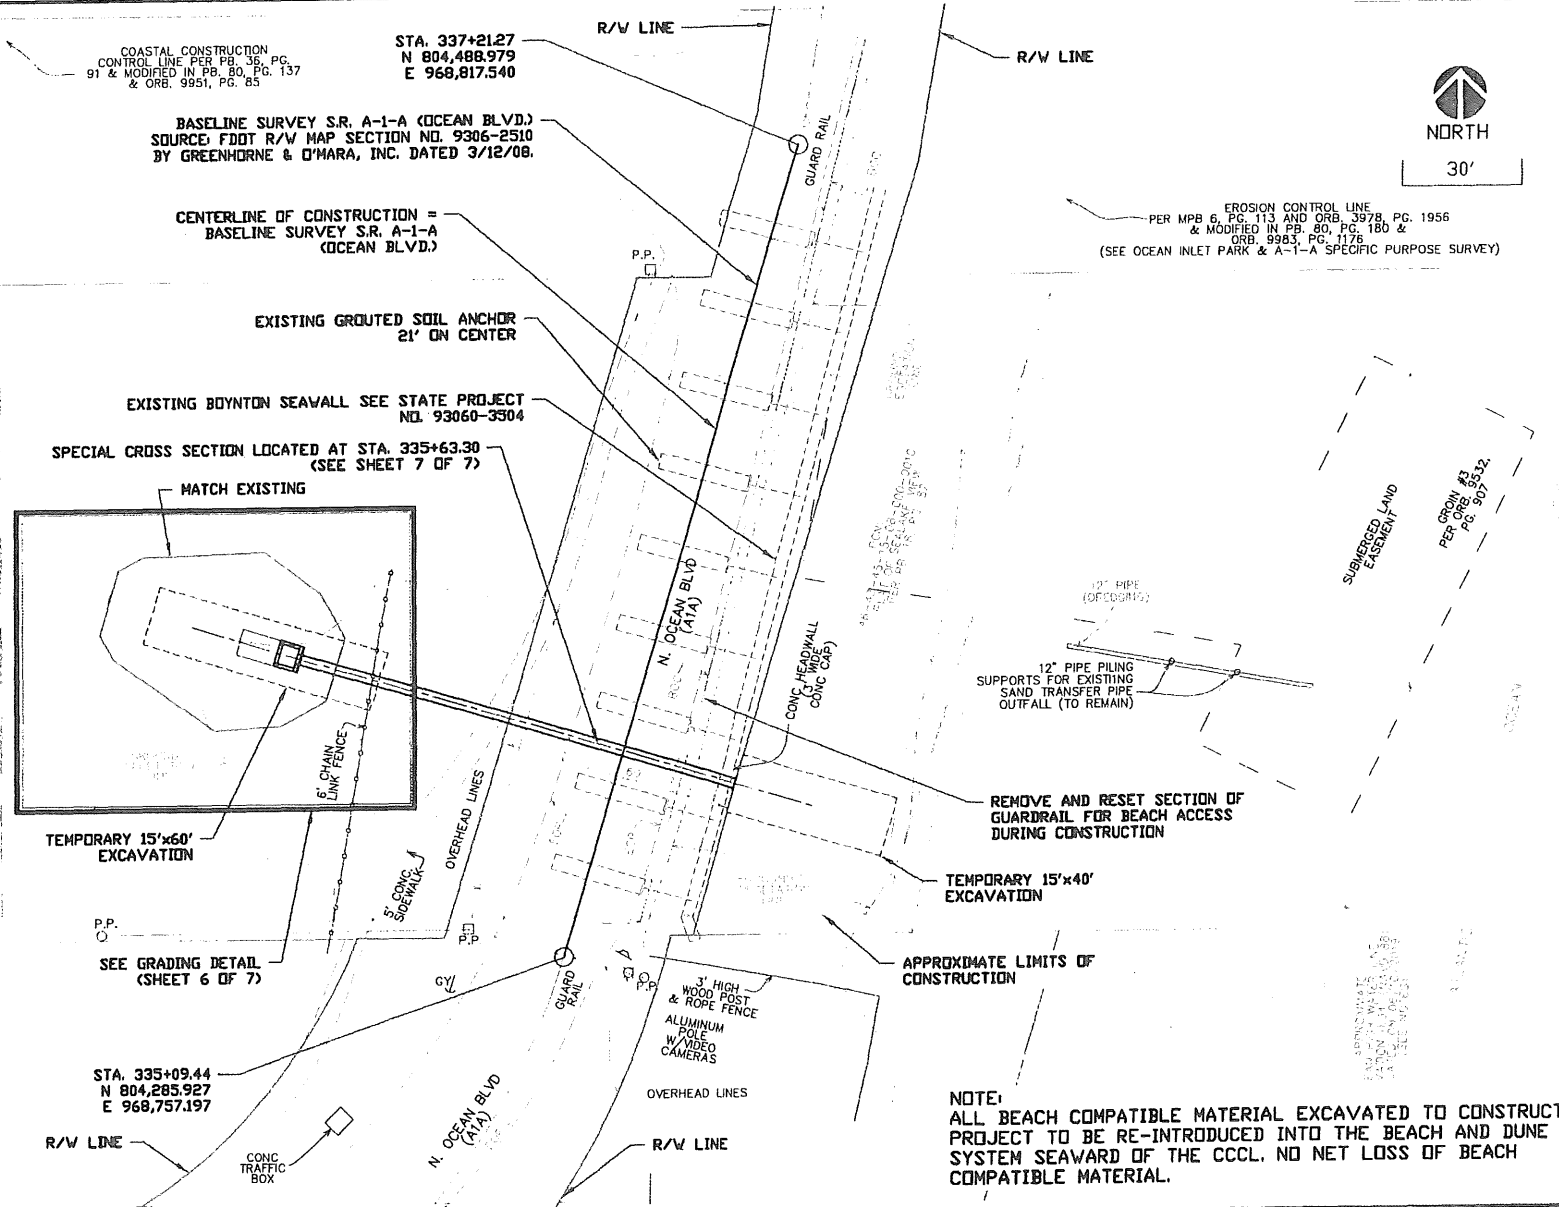 COASTAL CONSTRUCTION
CONTROL LINE PER PB. 36, PG.
91 & MODIFIED IN PB. 80, PG. 137
& ORB. 9951, PG. 85
STA. 337+21.27
N 804,488.979
E 968,817.540
R/W LINE
R/W LINE
NORTH
30'
BASELINE SURVEY S.R. A-1-A (OCEAN BLVD.)
SOURCE: FDOT R/W MAP SECTION NO. 9306-2510
BY GREENHORNE & O'MARA, INC. DATED 3/12/08.
GUARD RAIL
EROSION CONTROL LINE
PER MPB 6, PG. 113 AND ORB. 3978, PG. 1956
& MODIFIED IN PB. 80, PG. 180 &
ORB. 9983, PG. 1176
(SEE OCEAN INLET PARK & A-1-A SPECIFIC PURPOSE SURVEY)
CENTERLINE OF CONSTRUCTION =
BASELINE SURVEY S.R. A-1-A
(OCEAN BLVD.)
P.P.
EXISTING GROUTED SOIL ANCHOR
21' ON CENTER
EXISTING BOYNTON SEAWALL SEE STATE PROJECT
NO. 93060-3504
SPECIAL CROSS SECTION LOCATED AT STA. 335+63.30
(SEE SHEET 7 OF 7)
MATCH EXISTING
SUBMERGED LAND
EASEMENT
GROIN #3
PER ORB. 9532,
PG. 907
N. OCEAN BLVD
(A1A)
CONC HEADWALL
(3' WIDE
CONC CAP)
12" PIPE
(DREDGING)
12" PIPE PILING
SUPPORTS FOR EXISTIING
SAND TRANSFER PIPE
OUTFALL (TO REMAIN)
OCEAN
6' CHAIN
LINK FENCE
OVERHEAD LINES
REMOVE AND RESET SECTION OF
GUARDRAIL FOR BEACH ACCESS
DURING CONSTRUCTION
TEMPORARY 15'x60'
EXCAVATION
5' CONC.
SIDEWALK
TEMPORARY 15'x40'
EXCAVATION
P.P.
P.P.
SEE GRADING DETAIL
(SHEET 6 OF 7)
APPROXIMATE LIMITS OF
CONSTRUCTION
GY
GUARD
RAIL
P.P.
3' HIGH
WOOD POST
& ROPE FENCE
ALUMINUM
POLE
W/VIDEO
CAMERAS
STA. 335+09.44
N 804,285.927
E 968,757.197
OVERHEAD LINES
N. OCEAN BLVD
(A1A)
R/W LINE
CONC
TRAFFIC
BOX
R/W LINE
NOTE:
ALL BEACH COMPATIBLE MATERIAL EXCAVATED TO CONSTRUCT
PROJECT TO BE RE-INTRODUCED INTO THE BEACH AND DUNE
SYSTEM SEAWARD OF THE CCCL. NO NET LOSS OF BEACH
COMPATIBLE MATERIAL.